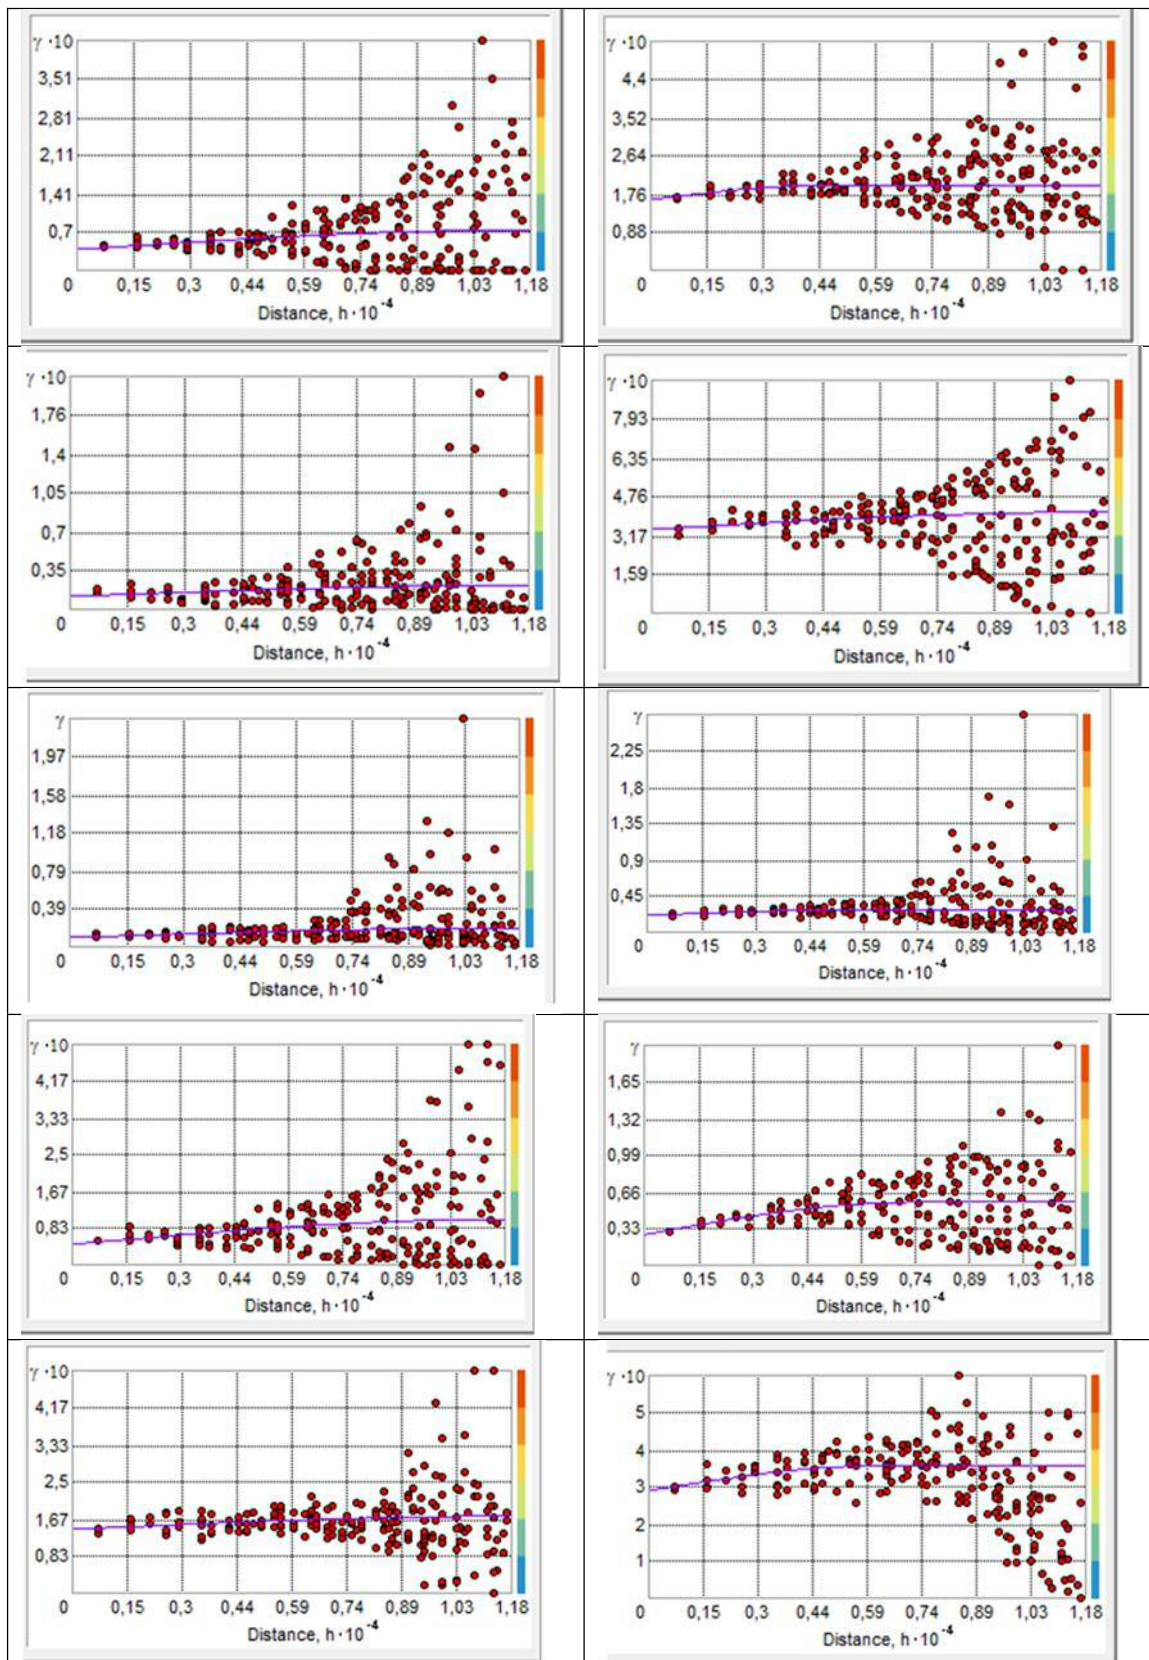 γ·10
3,51
2,81
2,11
1,41
0,7
0 0,15 0,3 0,44 0,59 0,74 0,89 1,03 1,18
Distance, h·10⁻⁴
γ·10
4,4
3,52
2,64
1,76
0,88
0 0,15 0,3 0,44 0,59 0,74 0,89 1,03 1,18
Distance, h·10⁻⁴
γ·10
1,76
1,4
1,05
0,7
0,35
0 0,15 0,3 0,44 0,59 0,74 0,89 1,03 1,18
Distance, h·10⁻⁴
γ·10
7,93
6,35
4,76
3,17
1,59
0 0,15 0,3 0,44 0,59 0,74 0,89 1,03 1,18
Distance, h·10⁻⁴
γ
1,97
1,58
1,18
0,79
0,39
0 0,15 0,3 0,44 0,59 0,74 0,89 1,03 1,18
Distance, h·10⁻⁴
γ
2,25
1,8
1,35
0,9
0,45
0 0,15 0,3 0,44 0,59 0,74 0,89 1,03 1,18
Distance, h·10⁻⁴
γ·10
4,17
3,33
2,5
1,67
0,83
0 0,15 0,3 0,44 0,59 0,74 0,89 1,03 1,18
Distance, h·10⁻⁴
γ
1,65
1,32
0,99
0,66
0,33
0 0,15 0,3 0,44 0,59 0,74 0,89 1,03 1,18
Distance, h·10⁻⁴
γ·10
4,17
3,33
2,5
1,67
0,83
0 0,15 0,3 0,44 0,59 0,74 0,89 1,03 1,18
Distance, h·10⁻⁴
γ·10
5
4
3
2
1
0 0,15 0,3 0,44 0,59 0,74 0,89 1,03 1,18
Distance, h·10⁻⁴